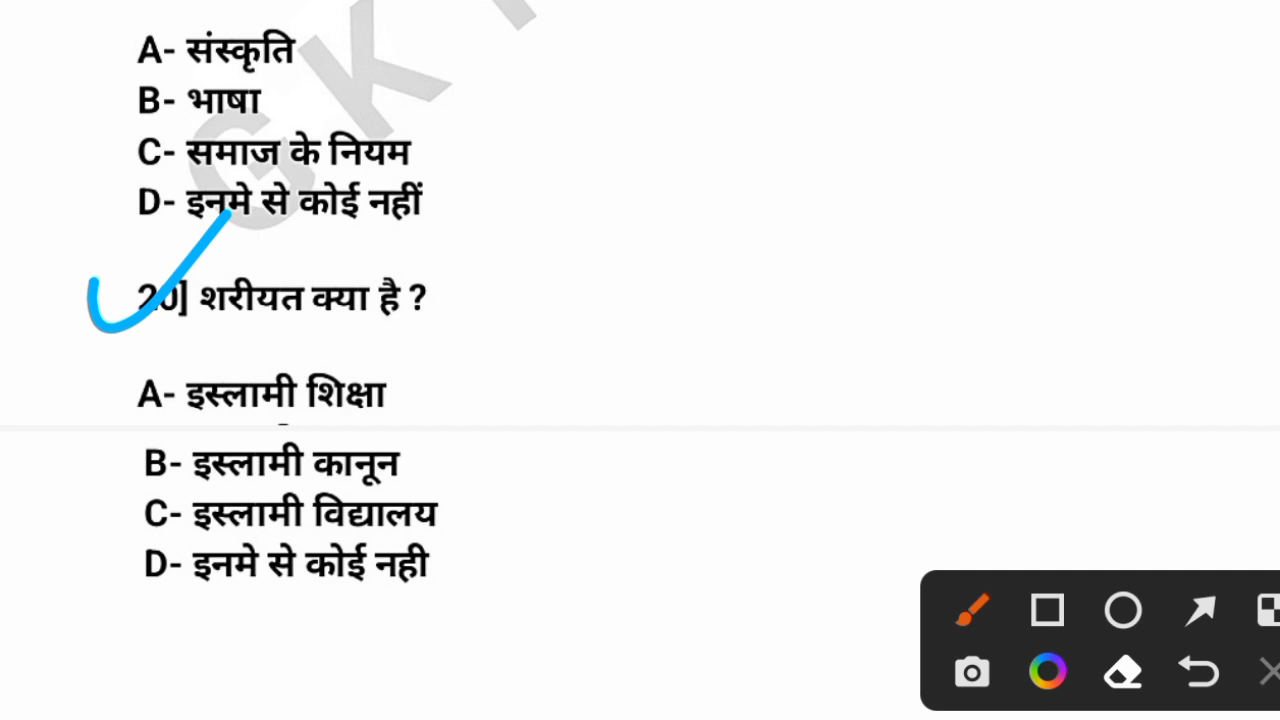 A- संस्कृति
B- भाषा
C- समाज के नियम
D- इनमे से कोई नहीं
20] शरीयत क्या है ?
A- इस्लामी शिक्षा
B- इस्लामी कानून
C- इस्लामी विद्यालय
D- इनमे से कोई नही